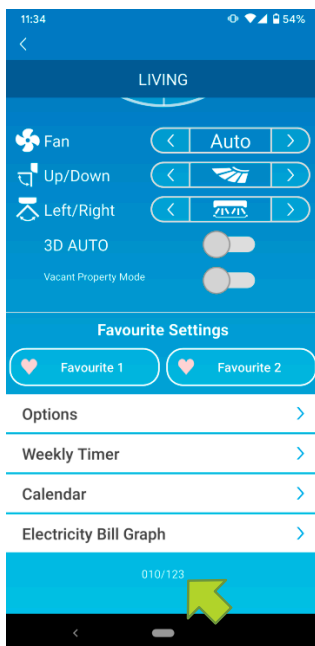 11:34 54%
LIVING
Fan Auto
Up/Down
Left/Right
3D AUTO
Vacant Property Mode
Favourite Settings
Favourite 1 Favourite 2
Options
Weekly Timer
Calendar
Electricity Bill Graph
010/123